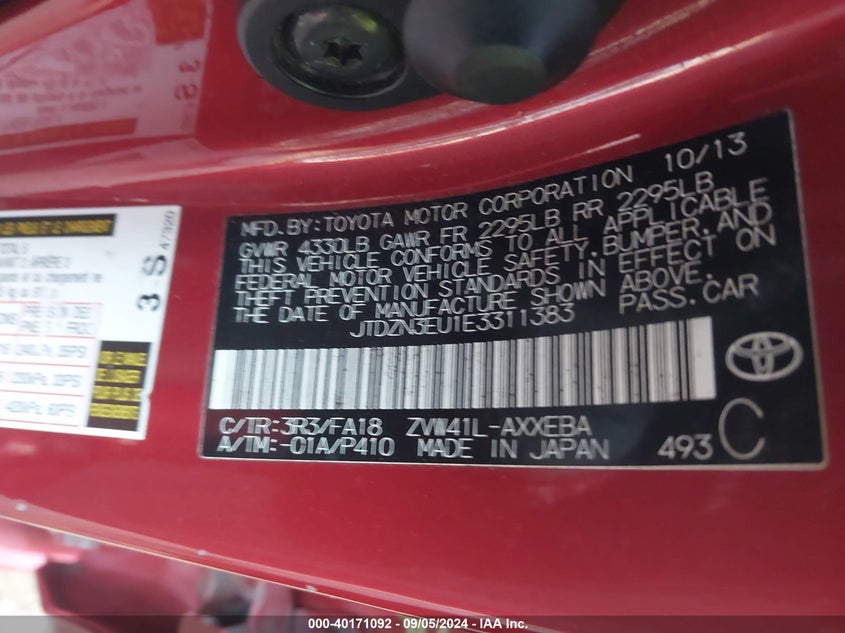 MFD. BY: TOYOTA MOTOR CORPORATION 10/13
GVWR 4330LB GAWR FR 2295LB RR 2295LB
THIS VEHICLE CONFORMS TO ALL APPLICABLE
FEDERAL MOTOR VEHICLE SAFETY, BUMPER, AND
THEFT PREVENTION STANDARDS IN EFFECT ON
THE DATE OF MANUFACTURE SHOWN ABOVE.
JTDZN3EU1E3311383 PASS. CAR
C/TR: 3R3/FA18 ZVW41L-AXXEBA
A/TM: -01A/P410 MADE IN JAPAN 493 C
3-S
000-40171092 - 09/05/2024 - IAA Inc.